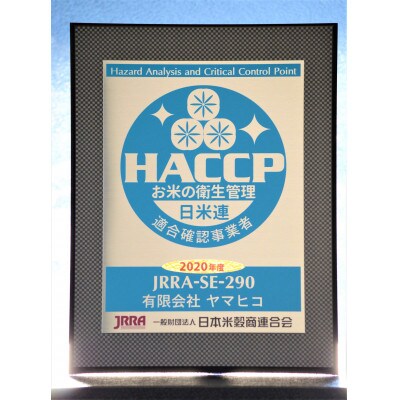 Hazard Analysis and Critical Control Point
HACCP
お米の衛生管理
日米連
適合確認事業者
2020年度
JRRA-SE-290
有限会社 ヤマヒコ
JRRA 一般財団法人 日本米穀商連合会